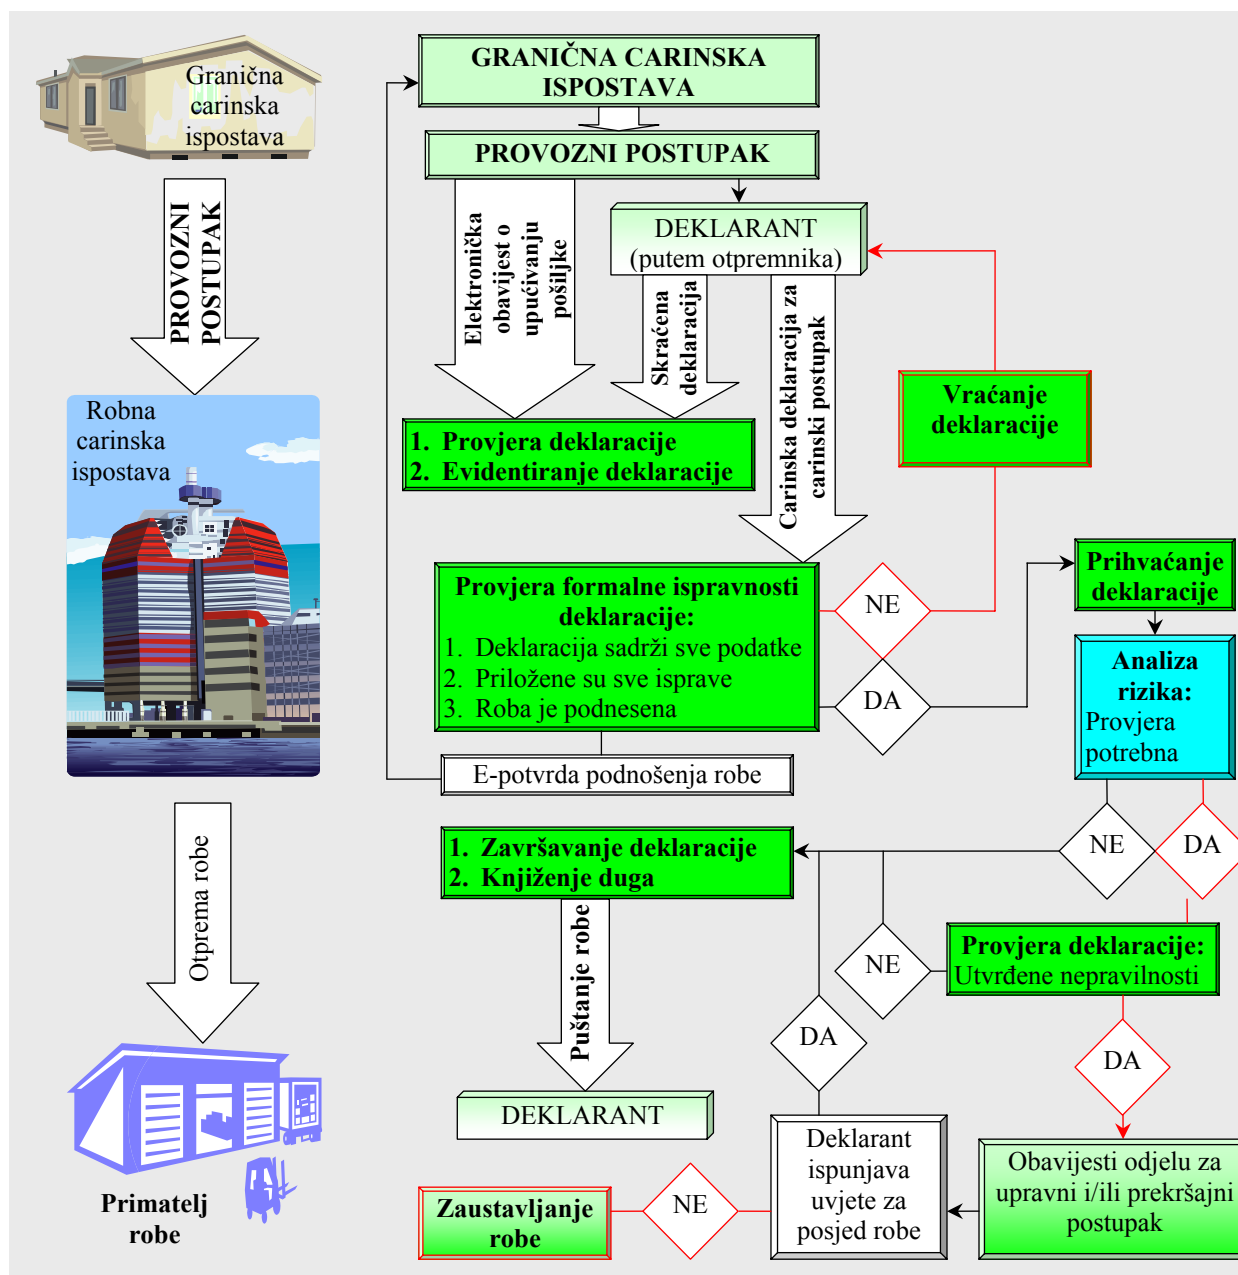 Granična
carinska
ispostava
PROVOZNI
POSTUPAK
Robna
carinska
ispostava
Otprema robe
Primatelj
robe
GRANIČNA CARINSKA
ISPOSTAVA
PROVOZNI POSTUPAK
Elektronička
obavijest o
upućivanju
pošiljke
DEKLARANT
(putem otpremnika)
Skraćena
deklaracija
Carinska deklaracija za
carinski postupak
Vraćanje
deklaracije
1. Provjera deklaracije
2. Evidentiranje deklaracije
Provjera formalne ispravnosti
deklaracije:
1. Deklaracija sadrži sve podatke
2. Priložene su sve isprave
3. Roba je podnesena
NE
DA
Prihvaćanje
deklaracije
Analiza
rizika:
Provjera
potrebna
E-potvrda podnošenja robe
NE
DA
1. Završavanje deklaracije
2. Knjiženje duga
Provjera deklaracije:
Utvrđene nepravilnosti
NE
DA
DA
Puštanje robe
DEKLARANT
Deklarant
ispunjava
uvjete za
posjed robe
Obavijesti odjelu za
upravni i/ili prekršajni
postupak
NE
Zaustavljanje
robe